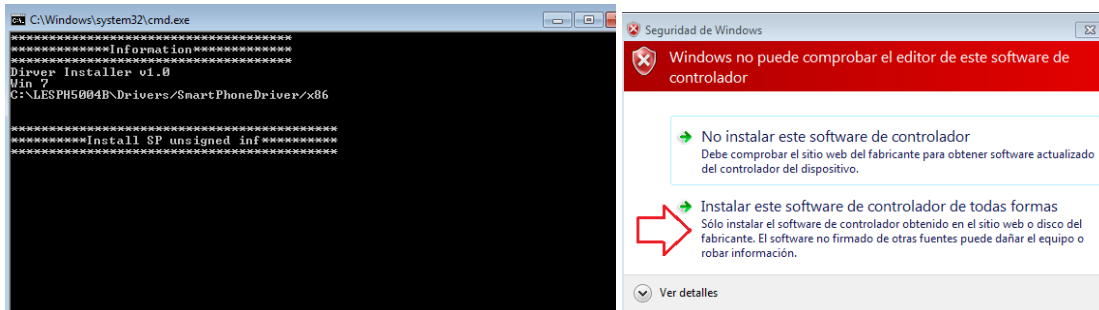 C:\Windows\system32\cmd.exe
*************************************
*************Information*************
*************************************
Dirver Installer v1.0
Win 7
C:\LESPH5004B\Drivers/SmartPhoneDriver/x86
*******************************************
**********Install SP unsigned inf**********
*******************************************
Seguridad de Windows
Windows no puede comprobar el editor de este software de
controlador
No instalar este software de controlador
Debe comprobar el sitio web del fabricante para obtener software actualizado
del controlador del dispositivo.
Instalar este software de controlador de todas formas
Sólo instalar el software de controlador obtenido en el sitio web o disco del
fabricante. El software no firmado de otras fuentes puede dañar el equipo o
robar información.
Ver detalles